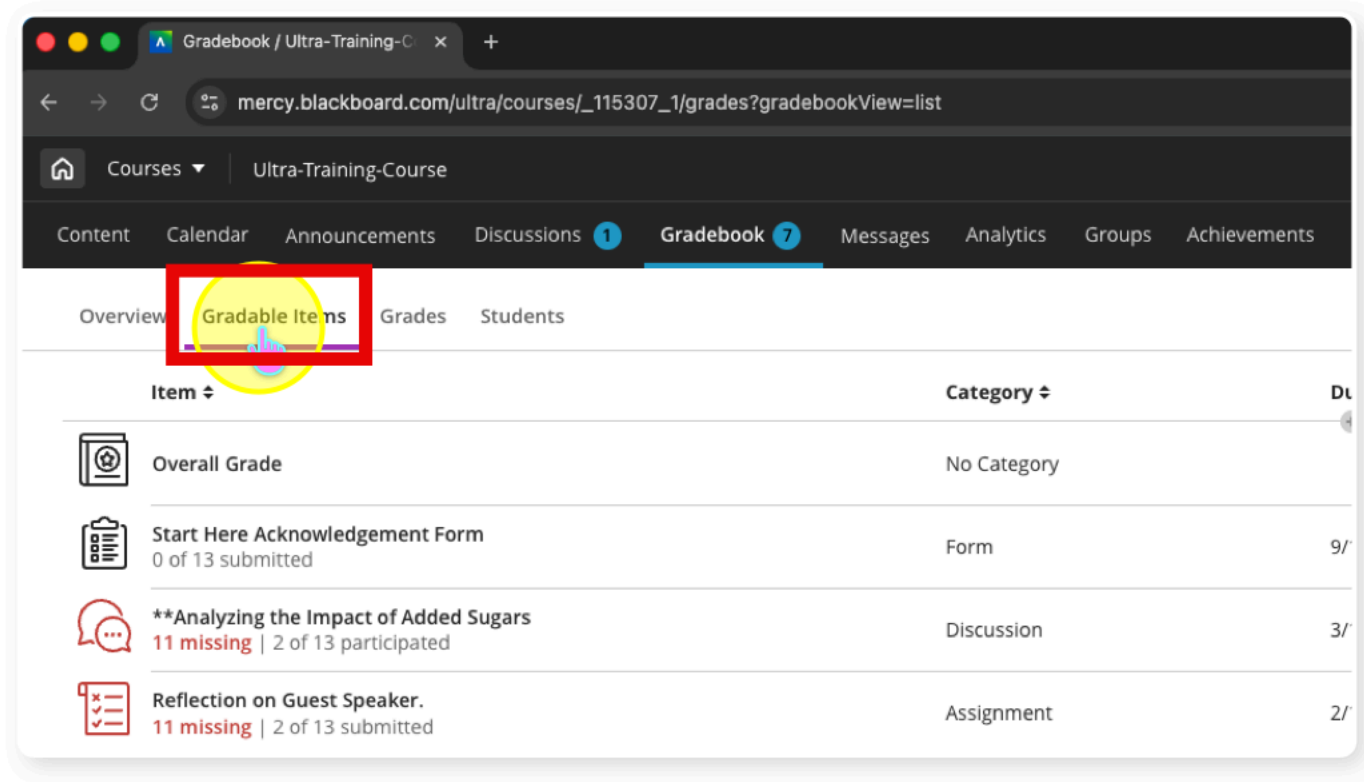 Gradebook / Ultra-Training-C
mercy.blackboard.com/ultra/courses/_115307_1/grades?gradebookView=list
Courses Ultra-Training-Course
Content Calendar Announcements Discussions 1 Gradebook 7 Messages Analytics Groups Achievements
Overview Gradable Items Grades Students
Item Category
Overall Grade No Category
Start Here Acknowledgement Form
0 of 13 submitted
Form 9/
**Analyzing the Impact of Added Sugars
11 missing | 2 of 13 participated
Discussion 3/
Reflection on Guest Speaker.
11 missing | 2 of 13 submitted
Assignment 2/